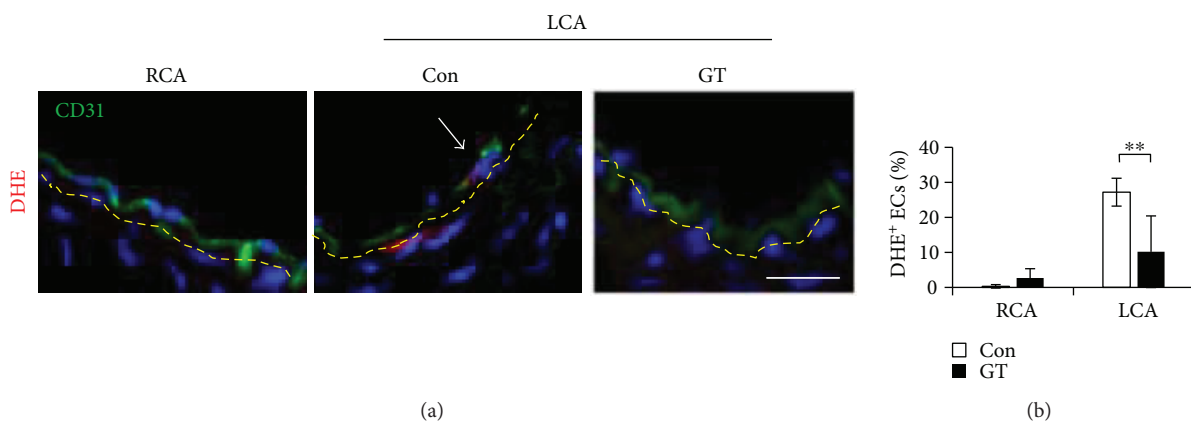 LCA
RCA
Con
GT
CD31
DHE
(a)
DHE+ ECs (%)
40
30
20
10
0
**
RCA
LCA
Con
GT
(b)